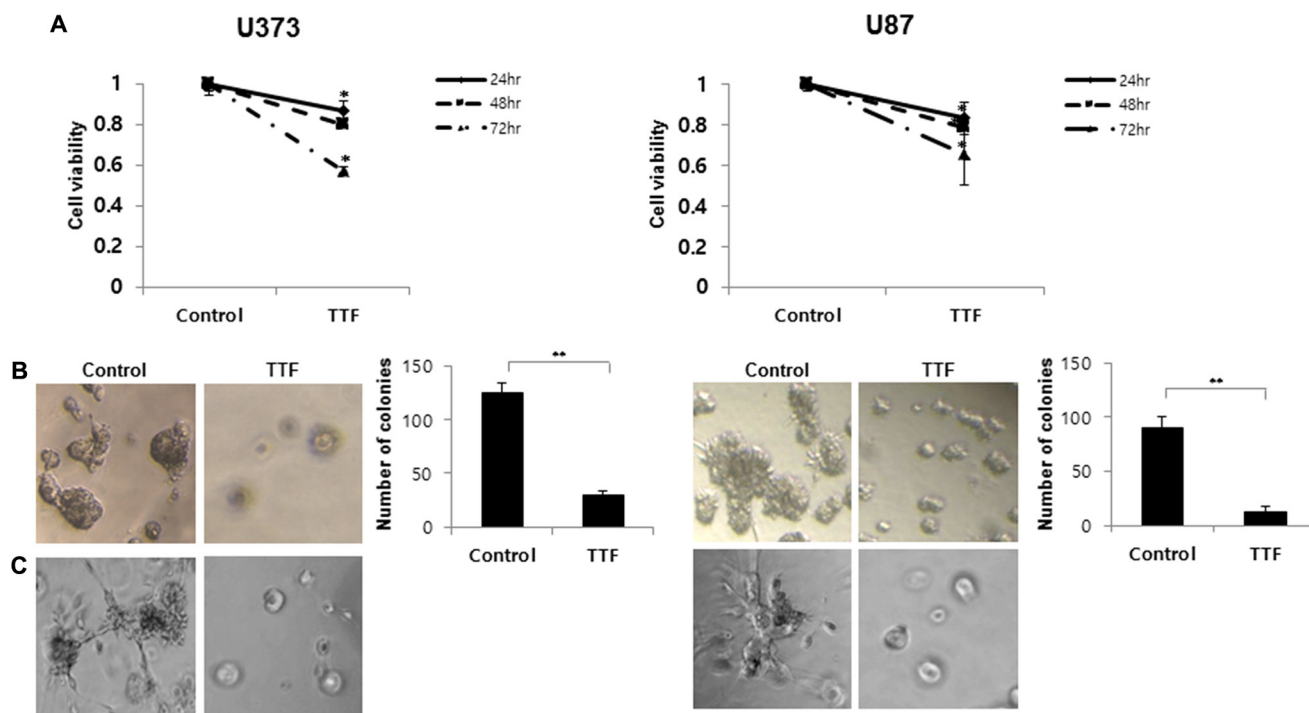 A
U373
Cell viability
1
0.8
0.6
0.4
0.2
0
*
*
Control
TTF
24hr
48hr
72hr
U87
Cell viability
1
0.8
0.6
0.4
0.2
0
*
*
*
Control
TTF
24hr
48hr
72hr
B
Control
TTF
Number of colonies
150
100
50
0
**
Control
TTF
Control
TTF
Number of colonies
150
100
50
0
**
Control
TTF
C